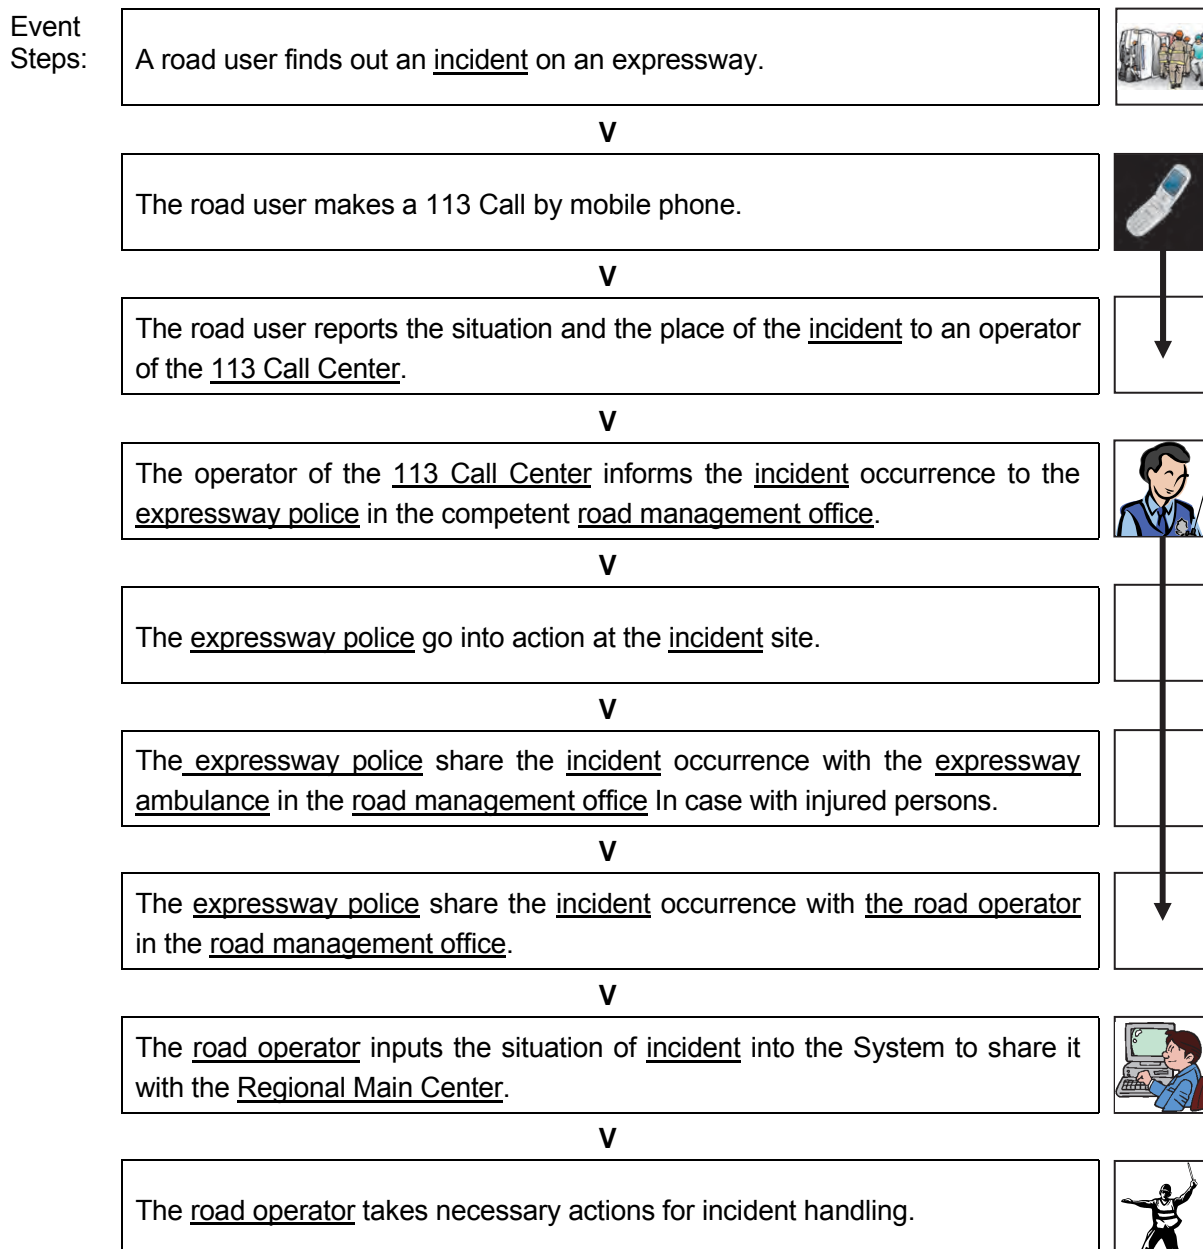 Event
Steps:
A road user finds out an incident on an expressway.
V
The road user makes a 113 Call by mobile phone.
V
The road user reports the situation and the place of the incident to an operator
of the 113 Call Center.
V
The operator of the 113 Call Center informs the incident occurrence to the
expressway police in the competent road management office.
V
The expressway police go into action at the incident site.
V
The expressway police share the incident occurrence with the expressway
ambulance in the road management office In case with injured persons.
V
The expressway police share the incident occurrence with the road operator
in the road management office.
V
The road operator inputs the situation of incident into the System to share it
with the Regional Main Center.
V
The road operator takes necessary actions for incident handling.